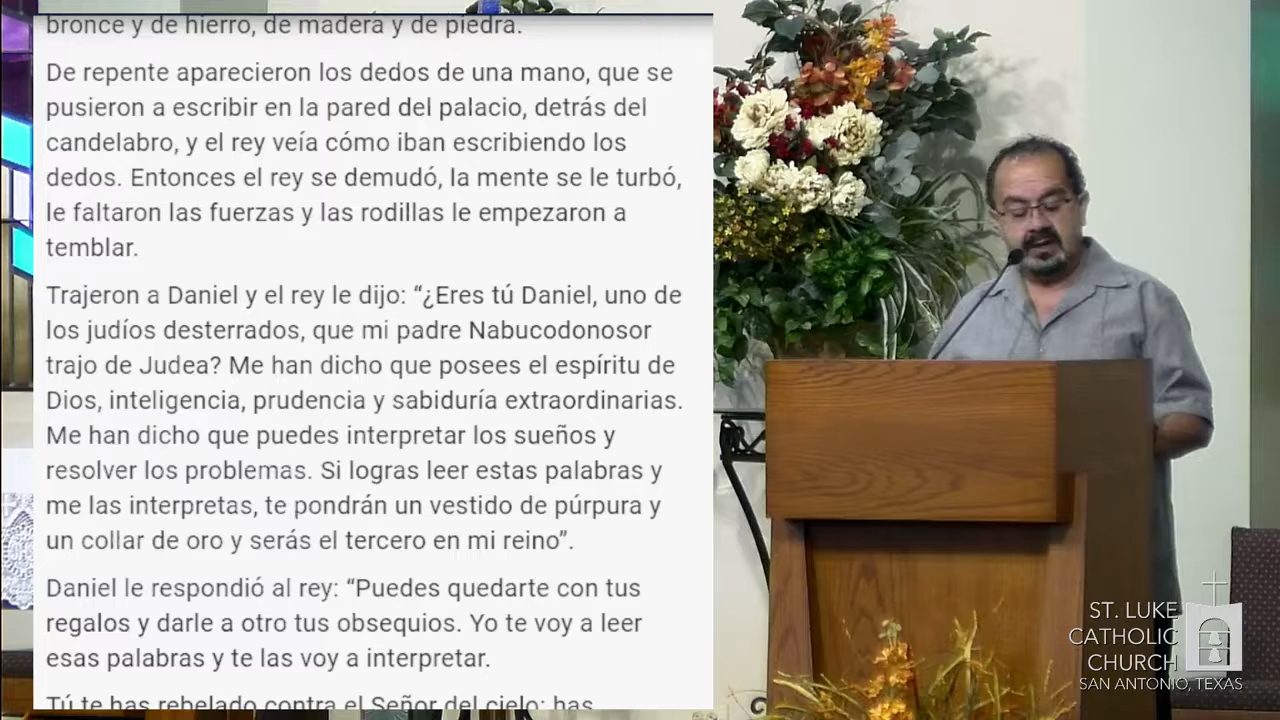 bronce y de hierro, de madera y de piedra.
De repente aparecieron los dedos de una mano, que se
pusieron a escribir en la pared del palacio, detrás del
candelabro, y el rey veía cómo iban escribiendo los
dedos. Entonces el rey se demudó, la mente se le turbó,
le faltaron las fuerzas y las rodillas le empezaron a
temblar.
Trajeron a Daniel y el rey le dijo: “¿Eres tú Daniel, uno de
los judíos desterrados, que mi padre Nabucodonosor
trajo de Judea? Me han dicho que posees el espíritu de
Dios, inteligencia, prudencia y sabiduría extraordinarias.
Me han dicho que puedes interpretar los sueños y
resolver los problemas. Si logras leer estas palabras y
me las interpretas, te pondrán un vestido de púrpura y
un collar de oro y serás el tercero en mi reino”.
Daniel le respondió al rey: “Puedes quedarte con tus
regalos y darle a otro tus obsequios. Yo te voy a leer
esas palabras y te las voy a interpretar.
Tú te has rebelado contra el Señor del cielo: has
ST. LUKE
CATHOLIC
CHURCH
SAN ANTONIO, TEXAS